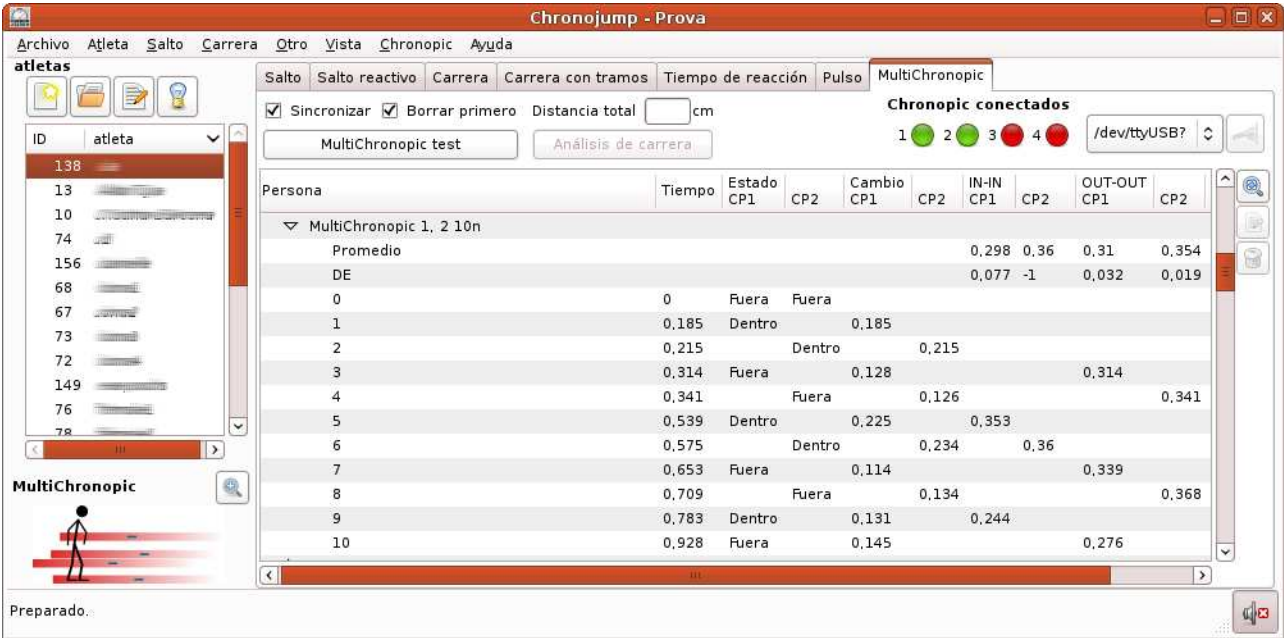 Chronojump - Prova
Archivo Atleta Salto Carrera Otro Vista Chronopic Ayuda
atletas
ID atleta
138
13
10
74
156
68
67
73
72
149
76
78
MultiChronopic
Salto Salto reactivo Carrera Carrera con tramos Tiempo de reacción Pulso MultiChronopic
Sincronizar Borrar primero Distancia total cm
Chronopic conectados
MultiChronopic test Análisis de carrera
1 2 3 4 /dev/ttyUSB?
Persona Tiempo Estado CP1 CP2 Cambio CP1 CP2 IN-IN CP1 CP2 OUT-OUT CP1 CP2
MultiChronopic 1, 2 10n
Promedio 0,298 0,36 0,31 0,354
DE 0,077 -1 0,032 0,019
0 0 Fuera Fuera
1 0,185 Dentro 0,185
2 0,215 Dentro 0,215
3 0,314 Fuera 0,128 0,314
4 0,341 Fuera 0,126 0,341
5 0,539 Dentro 0,225 0,353
6 0,575 Dentro 0,234 0,36
7 0,653 Fuera 0,114 0,339
8 0,709 Fuera 0,134 0,368
9 0,783 Dentro 0,131 0,244
10 0,928 Fuera 0,145 0,276
Preparado.